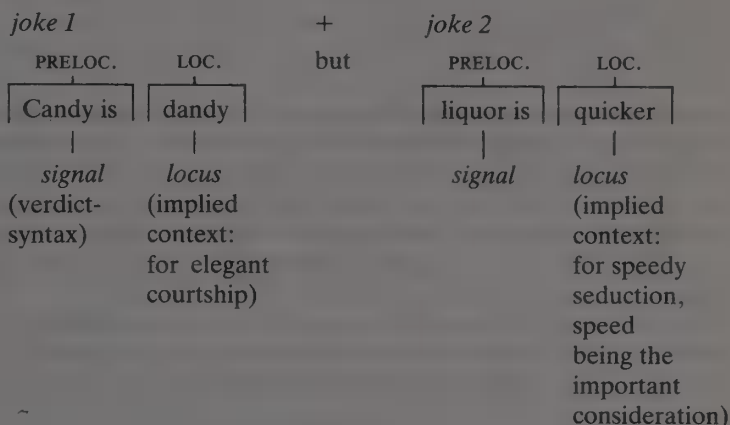 joke 1 + joke 2
PRELOC. LOC. but PRELOC. LOC.
Candy is dandy liquor is quicker
signal locus signal locus
(verdict- (implied (implied
syntax) context: context:
for elegant for speedy
courtship) seduction,
speed
being the
important
consideration)